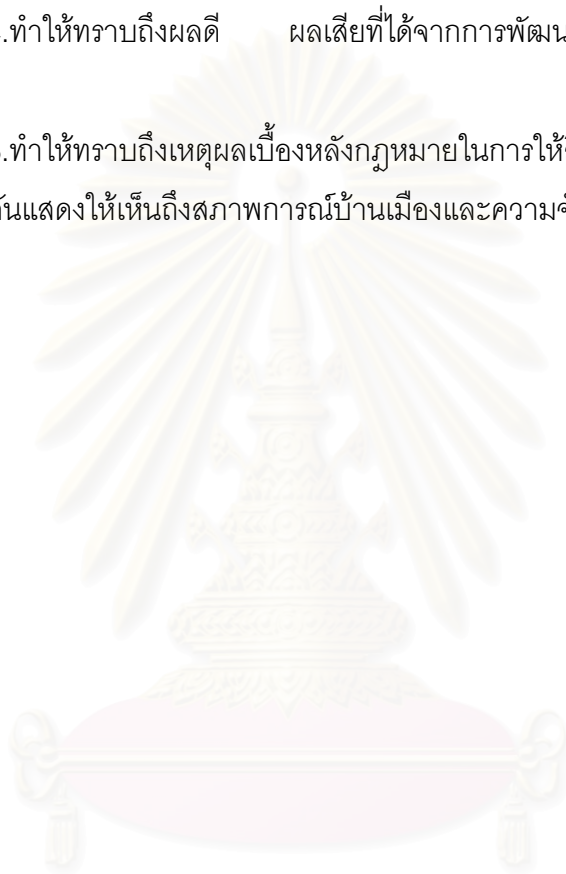 .ทำให้ทราบถึงผลดี ผลเสียที่ได้จากการพัฒน
.ทำให้ทราบถึงเหตุผลเบื้องหลังกฎหมายในการให้
แสดงให้เห็นถึงสภาพการณ์บ้านเมืองและความจ